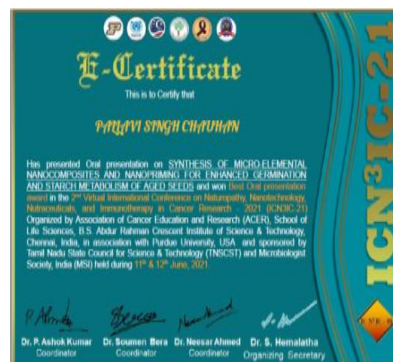 E-Certificate
This is to Certify that
PALLAVI SINGH CHAUHAN
Has presented Oral presentation on SYNTHESIS OF MICRO-ELEMENTAL
NANOCOMPOSITES AND NANOPRIMING FOR ENHANCED GERMINATION
AND STARCH METABOLISM OF AGED SEEDS and won Best Oral presentation
award in the 2nd Virtual International Conference on Naturopathy, Nanotechnology,
Nutraceuticals, and Immunotherapy in Cancer Research - 2021 (ICN3IC-21)
Organized by Association of Cancer Education and Research (ACER), School of
Life Sciences, B.S. Abdur Rahman Crescent Institute of Science & Technology,
Chennai, India, in association with Purdue University, USA and sponsored by
Tamil Nadu State Council for Science & Technology (TNSCST) and Microbiologist
Society, India (MSI) held during 11th & 12th June, 2021.
Dr. P. Ashok Kumar
Coordinator
Dr. Soumen Bera
Coordinator
Dr. Neesar Ahmed
Coordinator
Dr. S. Hemalatha
Organizing Secretary
ICN3IC-21